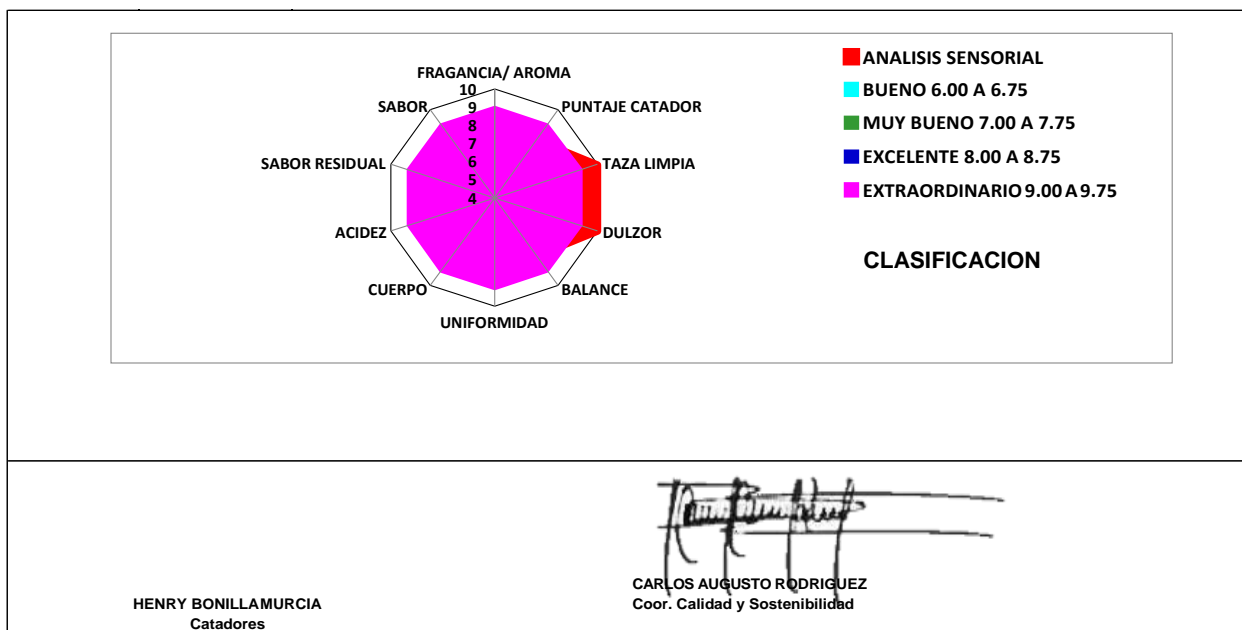 FRAGANCIA/ AROMA
PUNTAJE CATADOR
TAZA LIMPIA
DULZOR
BALANCE
UNIFORMIDAD
CUERPO
ACIDEZ
SABOR RESIDUAL
SABOR
10
9
8
7
6
5
4
ANALISIS SENSORIAL
BUENO 6.00 A 6.75
MUY BUENO 7.00 A 7.75
EXCELENTE 8.00 A 8.75
EXTRAORDINARIO 9.00 A 9.75
CLASIFICACION
HENRY BONILLAMURCIA
Catadores
CARLOS AUGUSTO RODRIGUEZ
Coor. Calidad y Sostenibilidad